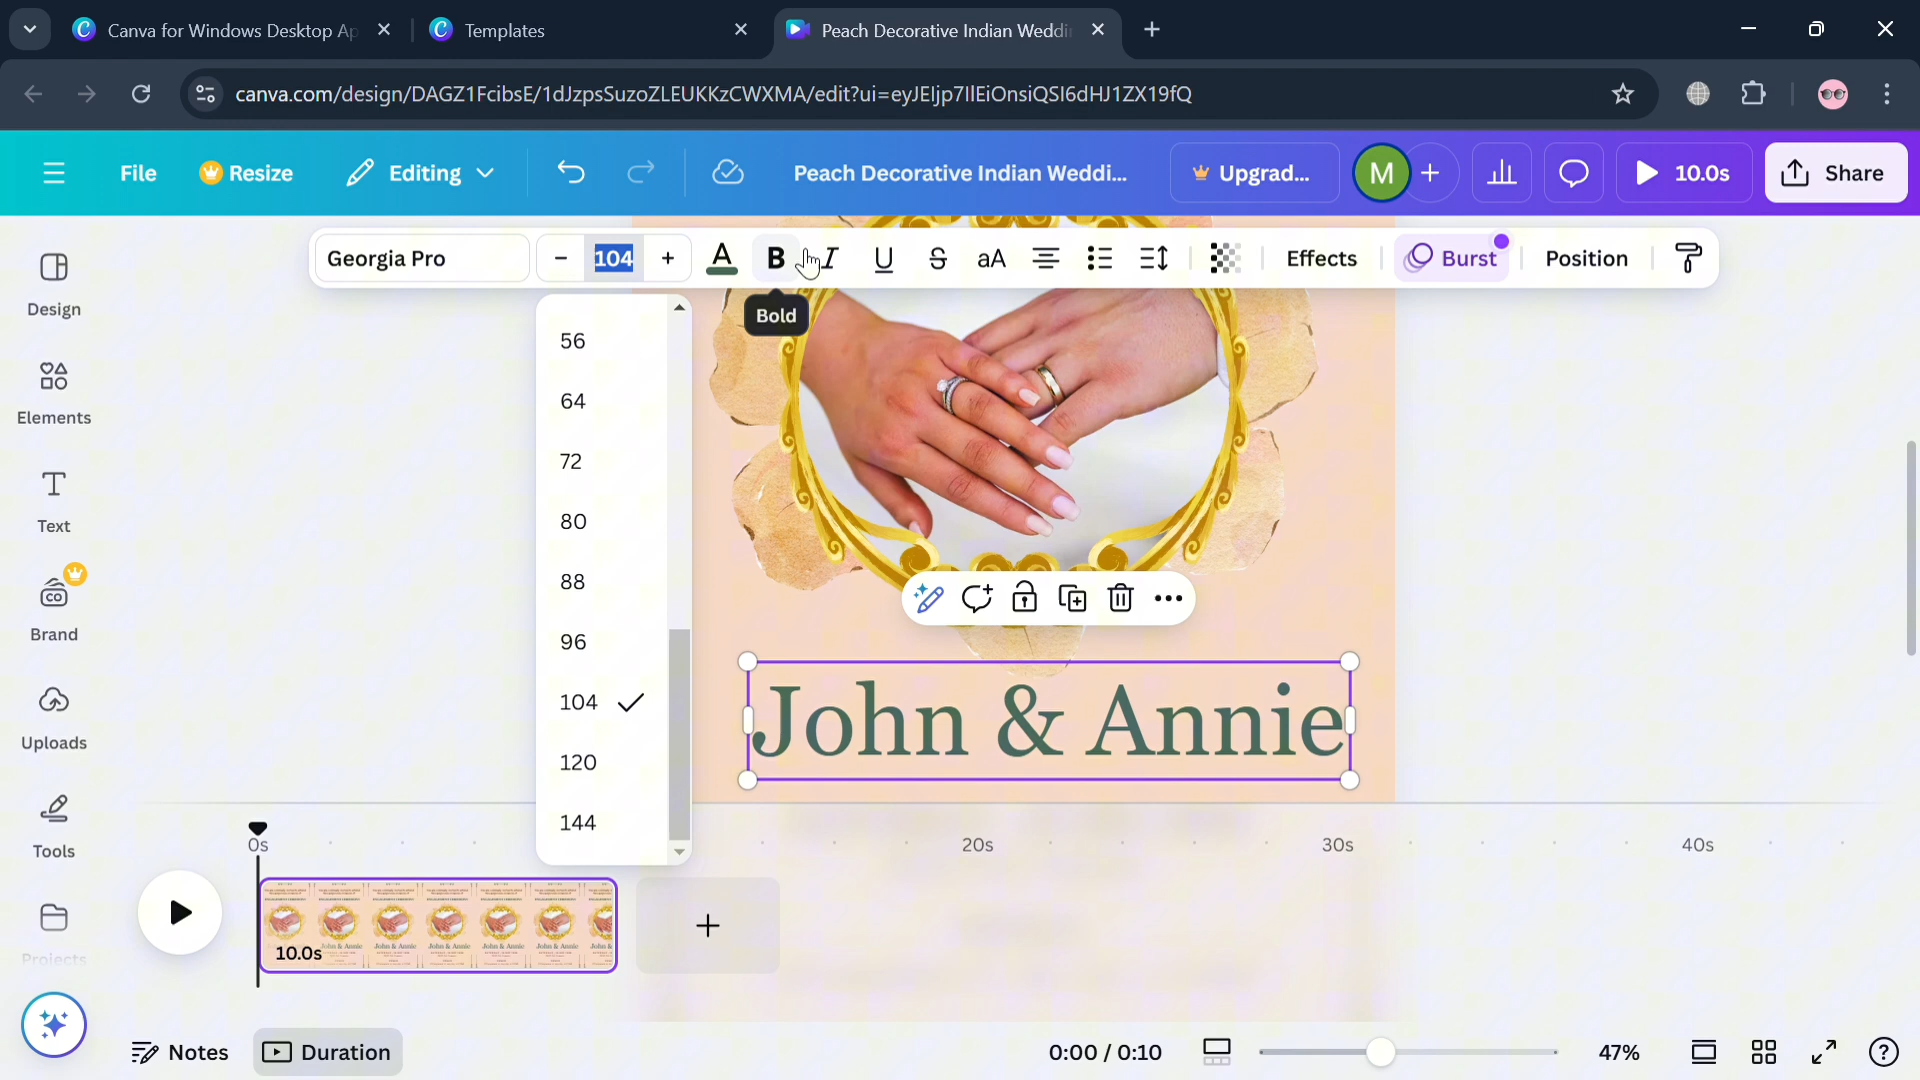 Canva for Windows Desktop Ap
Templates
Peach Decorative Indian Weddi
canva.com/design/DAGZ1FcibsE/1dJzpsSuzoZLEUKKzCWXMA/edit?ui=eyJEIjp7IlEiOnsiQSI6dHJ1ZX19fQ
File
Resize
Editing
Peach Decorative Indian Weddi...
Upgrad...
M
10.0s
Share
Georgia Pro
− 104 +
A B I U S aA
Effects
Burst
Position
Bold
Design
Elements
Text
Brand
Uploads
Tools
Projects
56
64
72
80
88
96
104
120
144
John & Annie
0s
20s
30s
40s
10.0s
Notes
Duration
0:00 / 0:10
47%